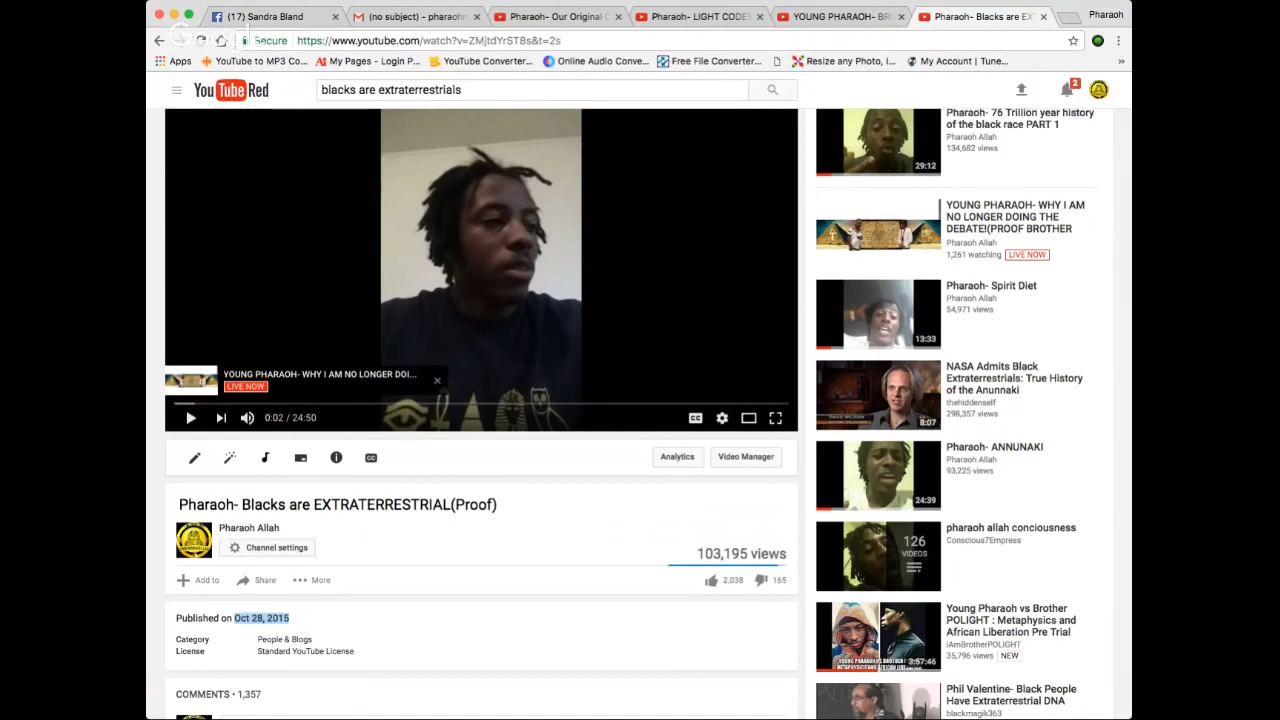 (17) Sandra Bland
(no subject) - pharaohr
Pharaoh- Our Original C
Pharaoh- LIGHT CODES
YOUNG PHARAOH- BR
Pharaoh- Blacks are EX
Pharaoh
Secure
https://www.youtube.com/watch?v=ZMjtdYrST8s&t=2s
Apps
YouTube to MP3 Co...
My Pages - Login P...
YouTube Converter...
Online Audio Conve...
Free File Converter...
Resize any Photo, I...
My Account | Tune...
»
YouTube Red
blacks are extraterrestrials
2
Pharaoh- 76 Trillion year history
of the black race PART 1
Pharaoh Allah
134,682 views
29:12
YOUNG PHARAOH- WHY I AM
NO LONGER DOING THE
DEBATE!(PROOF BROTHER
Pharaoh Allah
1,261 watching LIVE NOW
Pharaoh- Spirit Diet
Pharaoh Allah
54,971 views
13:33
NASA Admits Black
Extraterrestrials: True History
of the Anunnaki
thehiddenself
298,357 views
8:07
Pharaoh- ANNUNAKI
Pharaoh Allah
93,225 views
24:39
pharaoh allah conciousness
Conscious7Empress
126
VIDEOS
Young Pharaoh vs Brother
POLIGHT : Metaphysics and
African Liberation Pre Trial
iAmBrotherPOLIGHT
35,796 views NEW
3:57:46
Phil Valentine- Black People
Have Extraterrestrial DNA
blackmagik363
YOUNG PHARAOH- WHY I AM NO LONGER DOI...
LIVE NOW
0:02 / 24:50
CC
Analytics
Video Manager
Pharaoh- Blacks are EXTRATERRESTRIAL(Proof)
Pharaoh Allah
Channel settings
103,195 views
Add to
Share
More
2,038
165
Published on Oct 28, 2015
Category People & Blogs
License Standard YouTube License
COMMENTS • 1,357